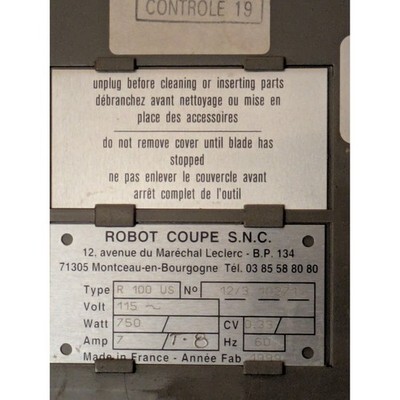 CONTROLE 19
unplug before cleaning or inserting parts
débranchez avant nettoyage ou mise en
place des accessoires
do not remove cover until blade has
stopped
ne pas enlever le couvercle avant
arrêt complet de l'outil
ROBOT COUPE S.N.C.
12, avenue du Maréchal Leclerc - B.P. 134
71305 Montceau-en-Bourgogne Tél. 03 85 58 80 80
Type R 100 US N°
Volt 115 ~
Watt 750 / CV
Amp 7 / 7-8 Hz 60
Made in France - Année Fab